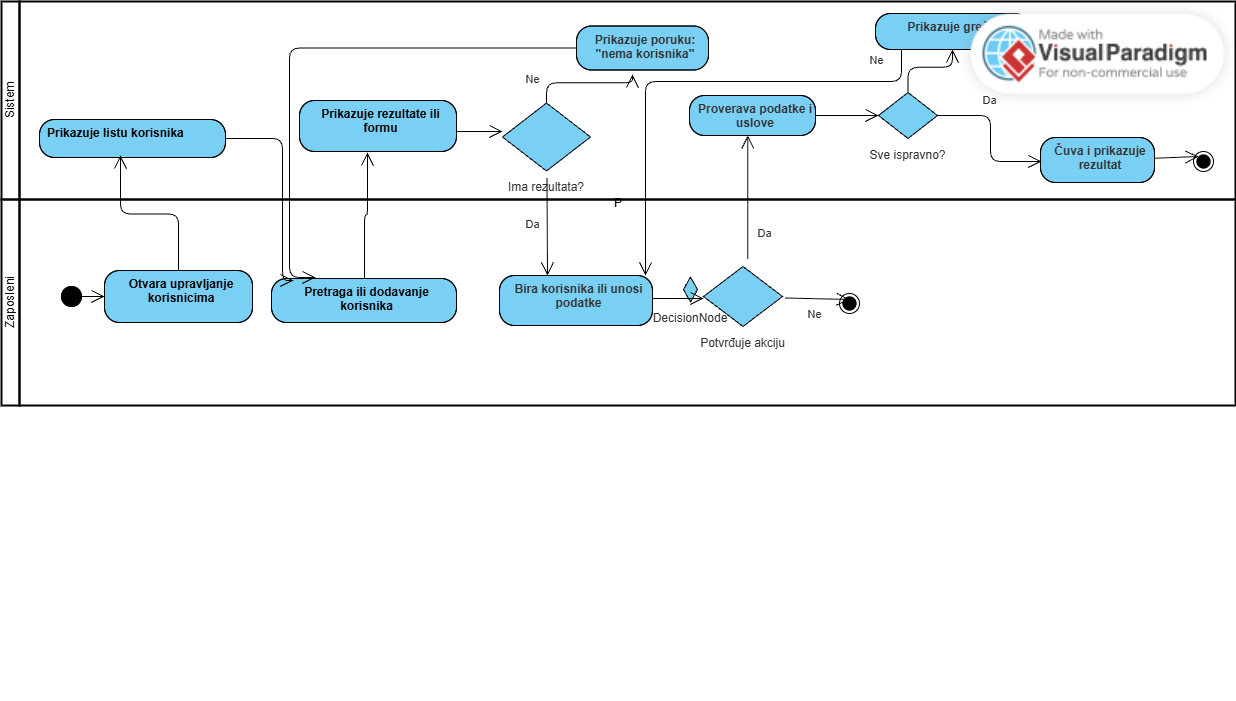 Sistem
Prikazuje listu korisnika
Prikazuje rezultate ili
formu
Ne
Ima rezultata?
Prikazuje poruku:
"nema korisnika"
Proverava podatke i
uslove
Ne
Prikazuje
Sve ispravno?
Da
Čuva i prikazuje
rezultat
Made with
Visual Paradigm
For non-commercial use
P
Zaposleni
Otvara upravljanje
korisnicima
Pretraga ili dodavanje
korisnika
Da
Bira korisnika ili unosi
podatke
DecisionNode
Da
Potvrđuje akciju
Ne